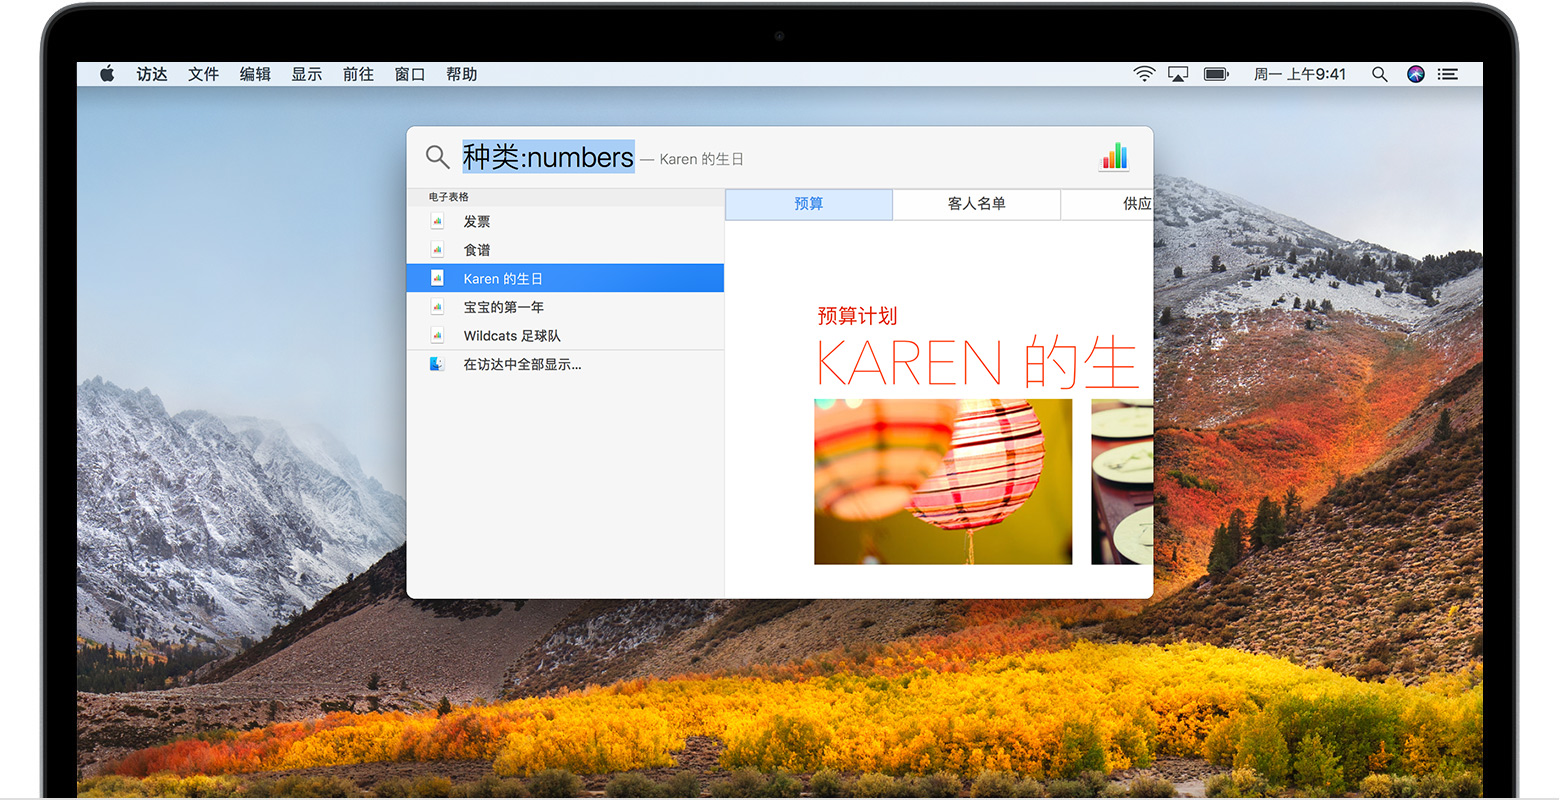 访达 文件 编辑 显示 前往 窗口 帮助 周一 上午9:41
种类:numbers — Karen 的生日
电子表格
发票
食谱
Karen 的生日
宝宝的第一年
Wildcats 足球队
在访达中全部显示...
预算 客人名单 供应
预算计划
KAREN 的生